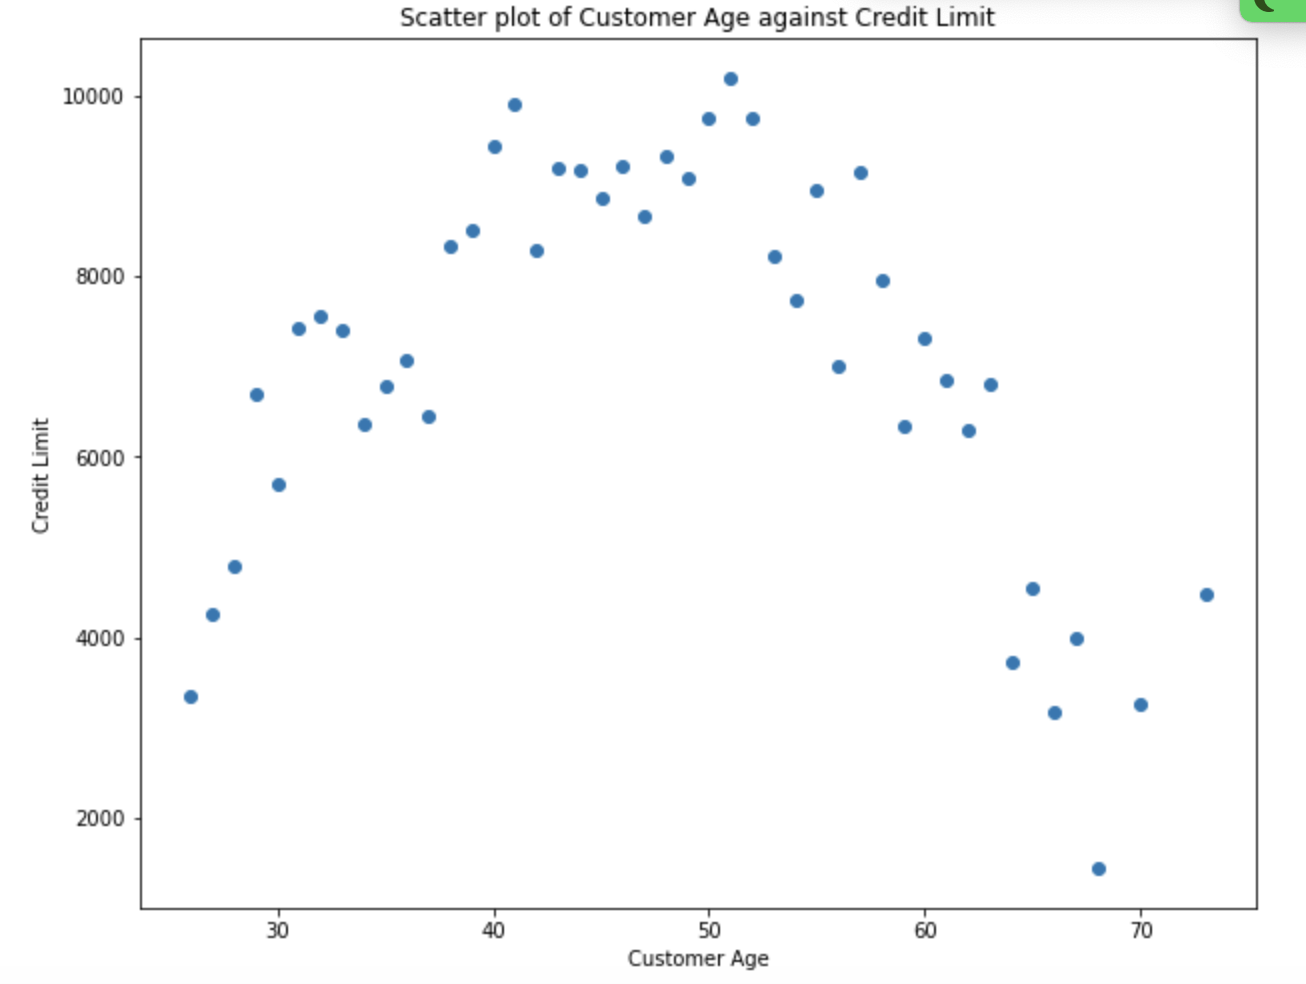 Scatter plot of Customer Age against Credit Limit
10000
8000
6000
4000
2000
Credit Limit
30 40 50 60 70
Customer Age